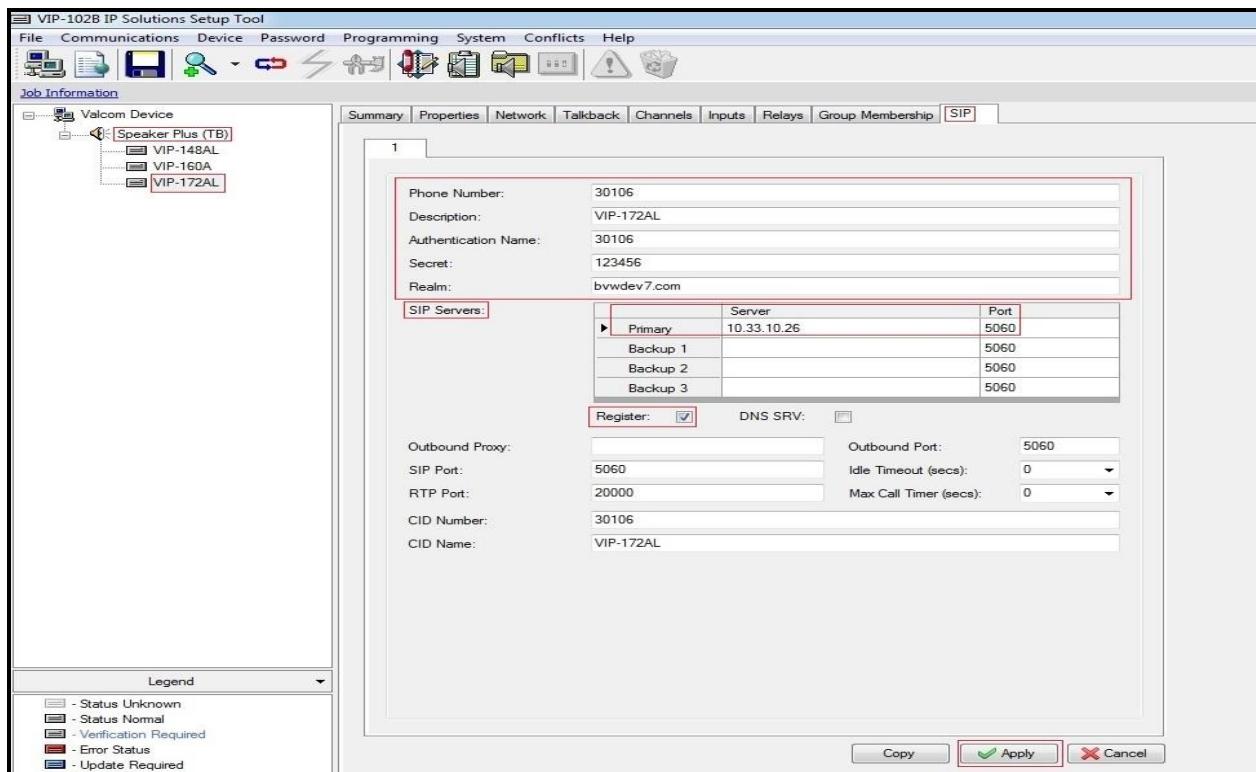 VIP-102B IP Solutions Setup Tool
File Communications Device Password Programming System Conflicts Help
Job Information
Valcom Device
Speaker Plus (TB)
VIP-148AL
VIP-160A
VIP-172AL
Summary Properties Network Talkback Channels Inputs Relays Group Membership SIP
1
Phone Number: 30106
Description: VIP-172AL
Authentication Name: 30106
Secret: 123456
Realm: bvwdev7.com
SIP Servers:
Server Port
Primary 10.33.10.26 5060
Backup 1 5060
Backup 2 5060
Backup 3 5060
Register: DNS SRV:
Outbound Proxy: Outbound Port: 5060
SIP Port: 5060 Idle Timeout (secs): 0
RTP Port: 20000 Max Call Timer (secs): 0
CID Number: 30106
CID Name: VIP-172AL
Legend
- Status Unknown
- Status Normal
- Verification Required
- Error Status
- Update Required
Copy Apply Cancel